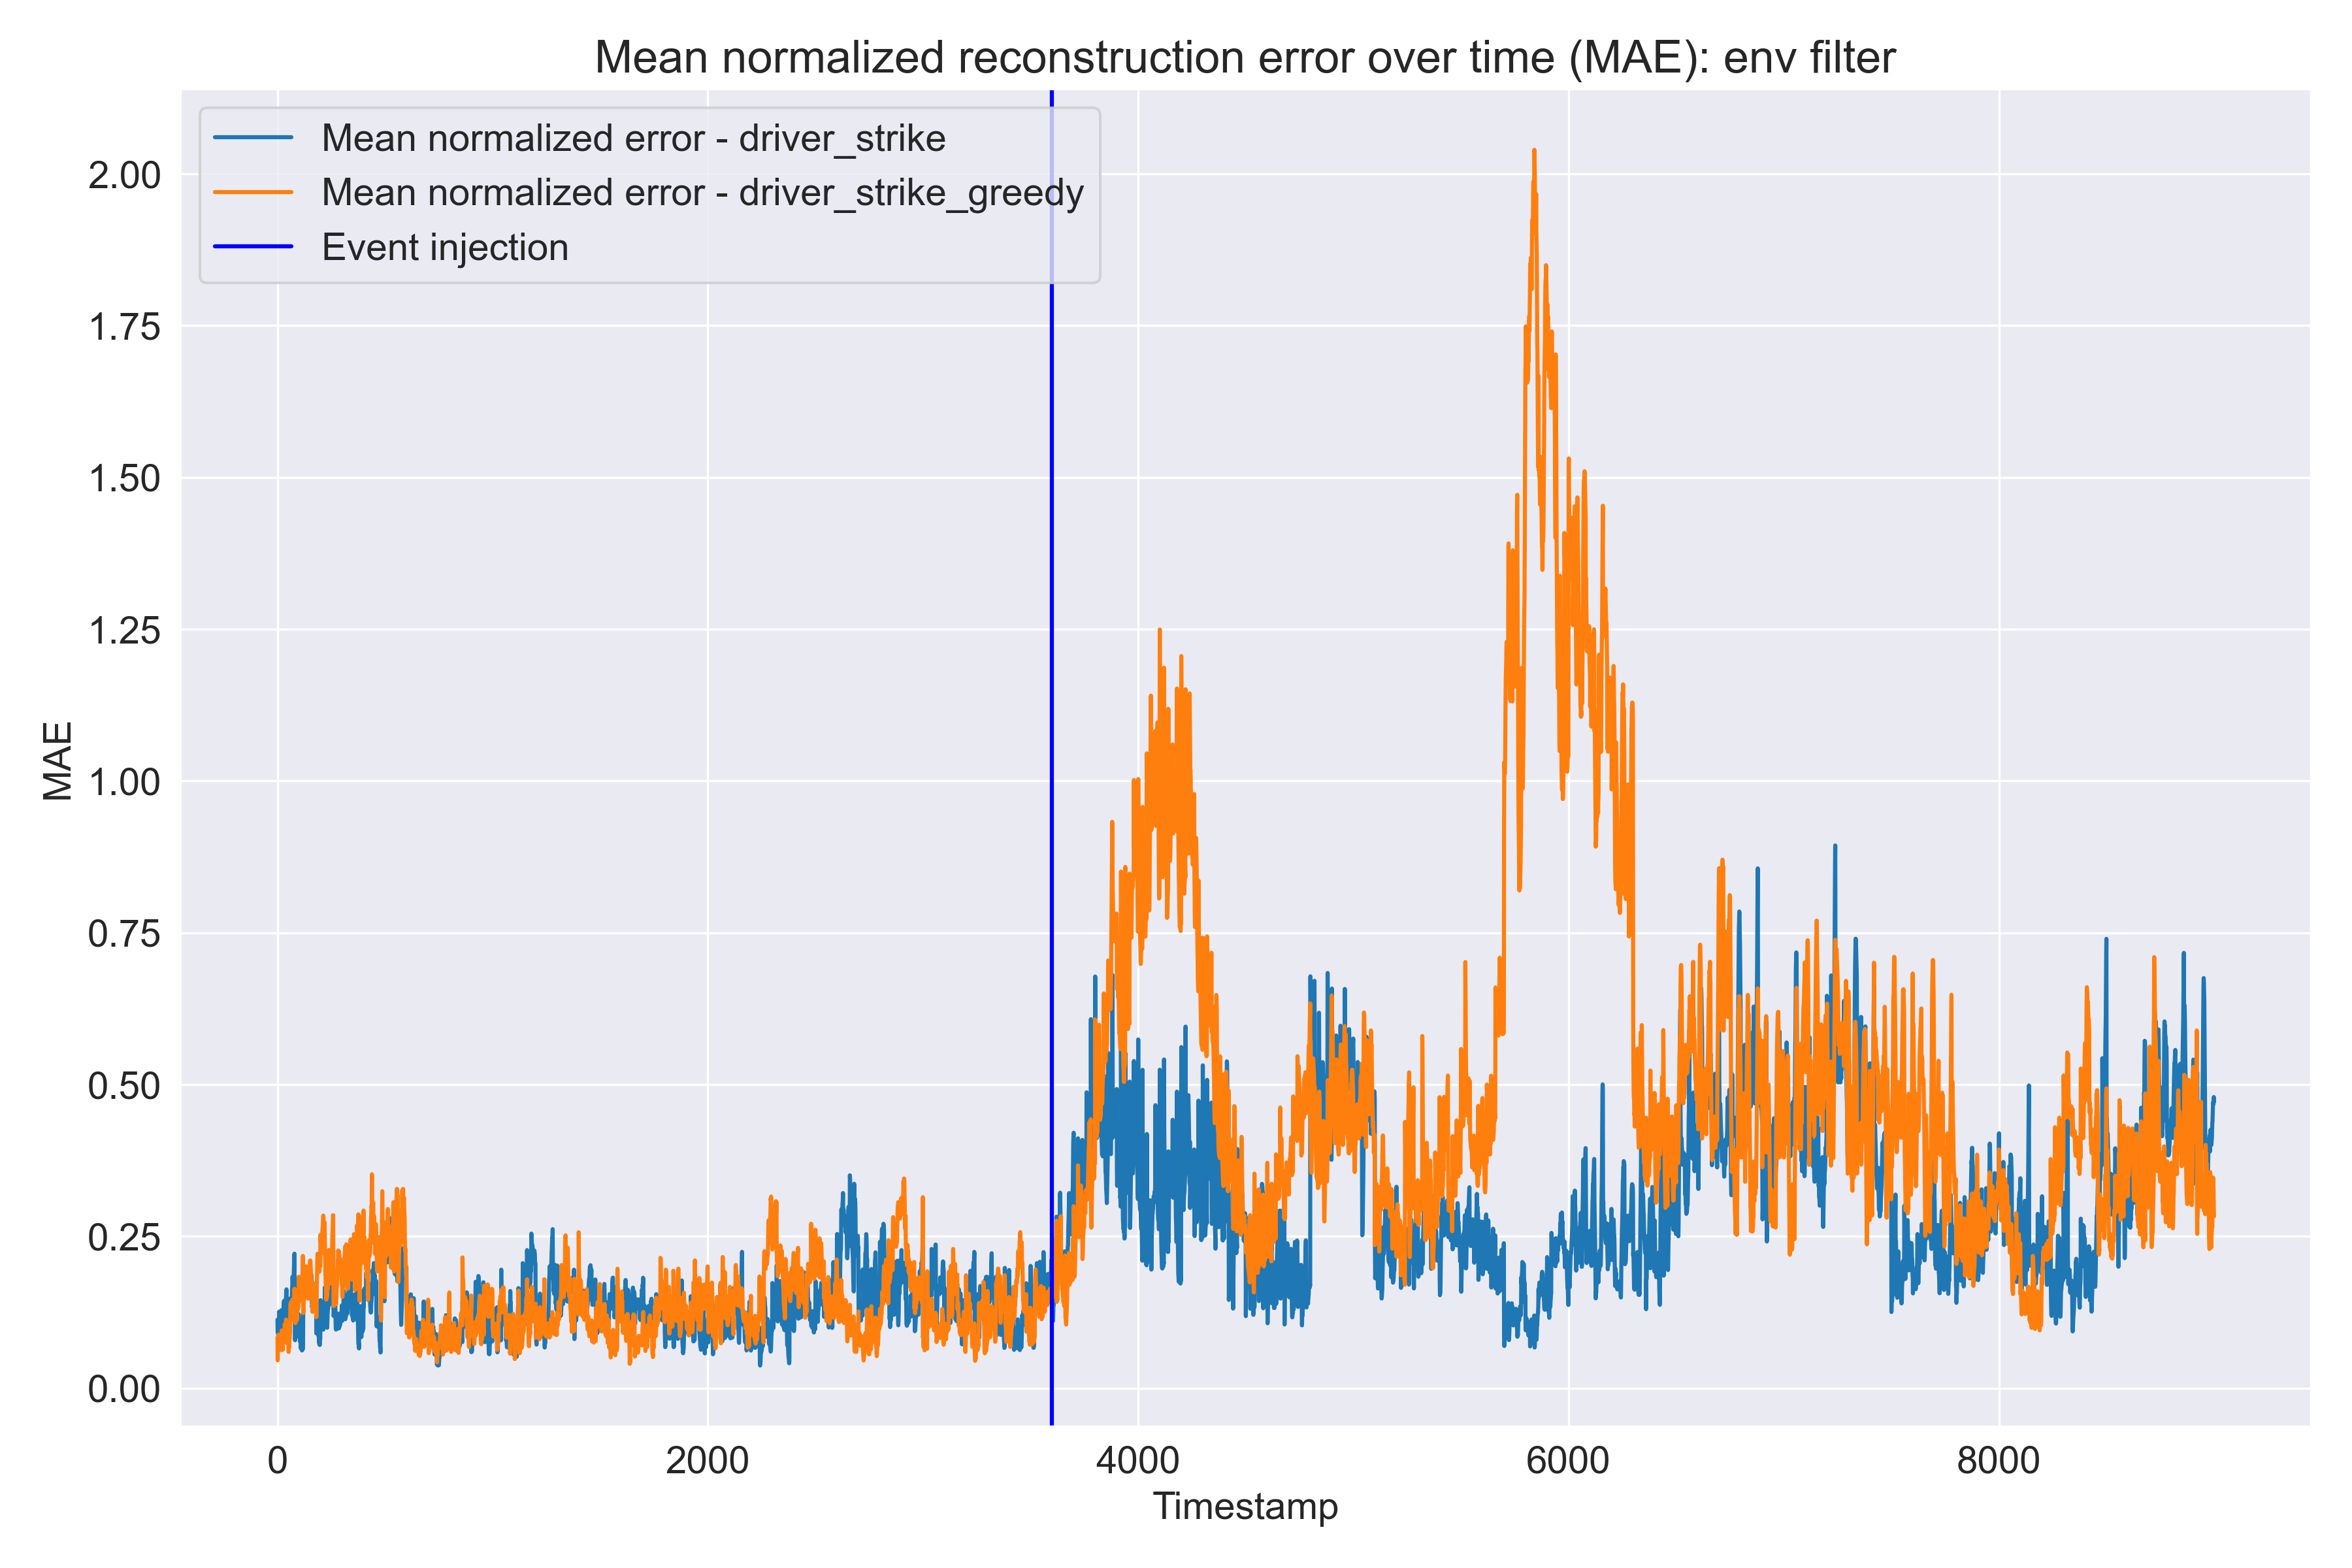 Mean normalized reconstruction error over time (MAE): env filter
Mean normalized error - driver_strike
Mean normalized error - driver_strike_greedy
Event injection
2.00
1.75
1.50
1.25
1.00
0.75
0.50
0.25
0.00
MAE
0 2000 4000 6000 8000
Timestamp